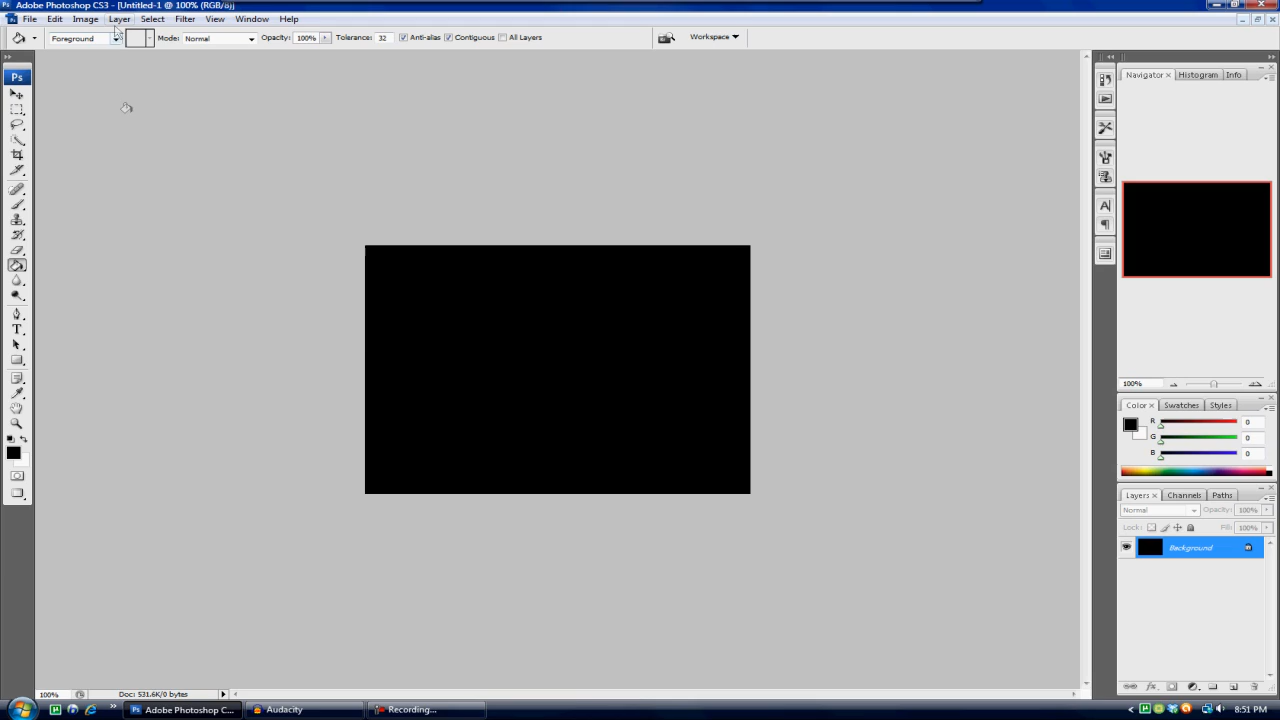 Ps Adobe Photoshop CS3 - [Untitled-1 @ 100% (RGB/8)]
File Edit Image Layer Select Filter View Window Help
Foreground Mode: Normal Opacity: 100% Tolerance: 32 Anti-alias Contiguous All Layers Workspace
Ps
Navigator Histogram Info
T
A
100%
Color Swatches Styles
R 0
G 0
B 0
Layers Channels Paths
Normal Opacity: 100%
Lock: Fill: 100%
Background
fx
100% Doc: 531.6K/0 bytes
Adobe Photoshop C... Audacity Recording... 8:51 PM